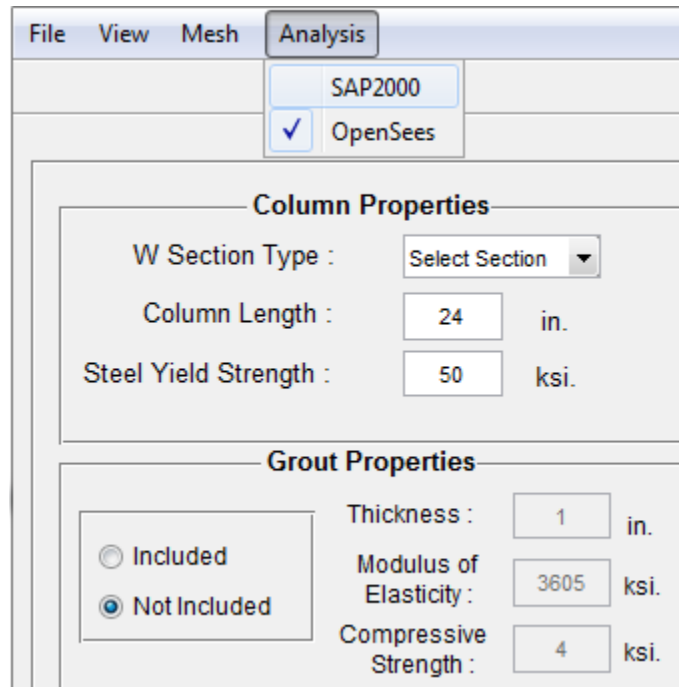 File View Mesh Analysis
SAP2000
✓ OpenSees
Column Properties
W Section Type : Select Section
Column Length : 24 in.
Steel Yield Strength : 50 ksi.
Grout Properties
Included
Not Included
Thickness : 1 in.
Modulus of
Elasticity : 3605 ksi.
Compressive
Strength : 4 ksi.